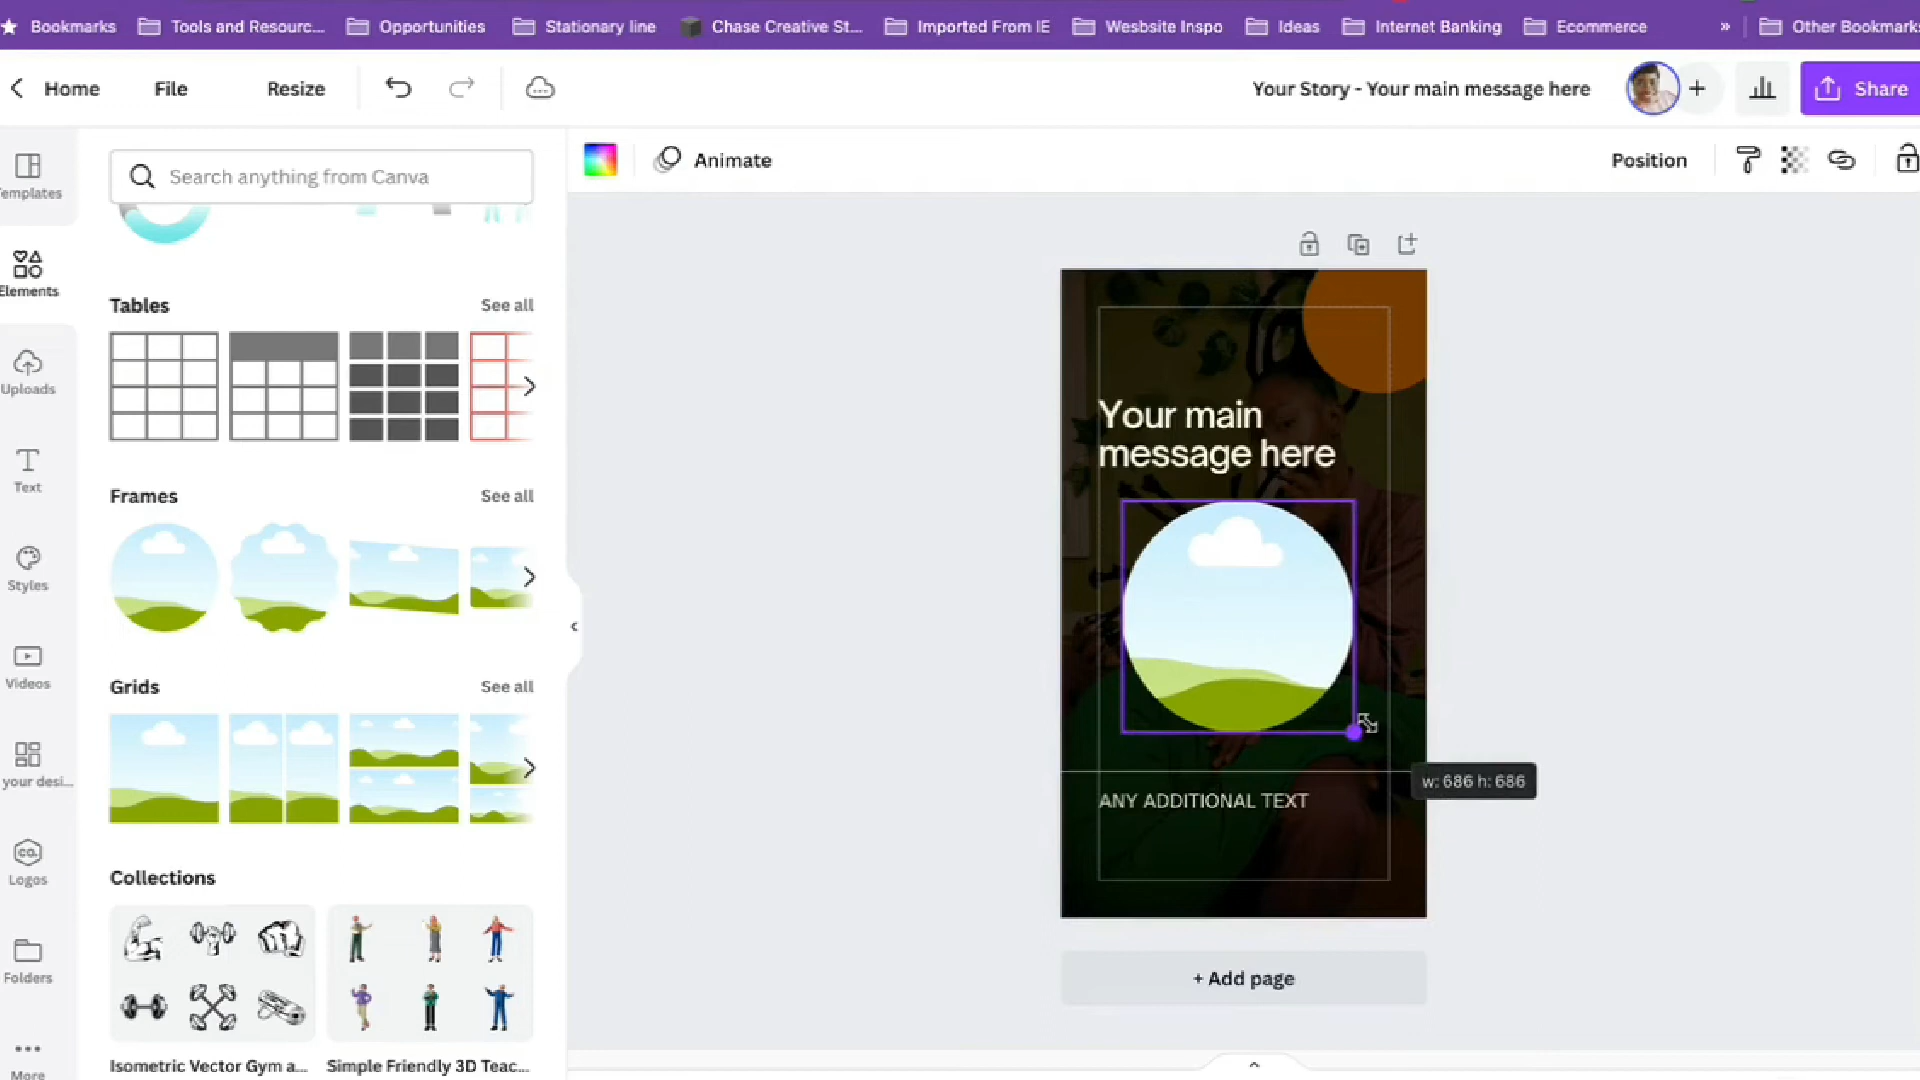 Bookmarks
Tools and Resourc...
Opportunities
Stationary line
Chase Creative St...
Imported From IE
Wesbsite Inspo
Ideas
Internet Banking
Ecommerce
»
Other Bookmarks
Home
File
Resize
Your Story - Your main message here
+
Share
Templates
Search anything from Canva
Animate
Position
Elements
Tables
See all
Uploads
Your main
message here
Text
Frames
See all
Styles
Videos
Grids
See all
your desi...
w: 686 h: 686
ANY ADDITIONAL TEXT
co.
Logos
Collections
Folders
+ Add page
Isometric Vector Gym a...
Simple Friendly 3D Teac...
More